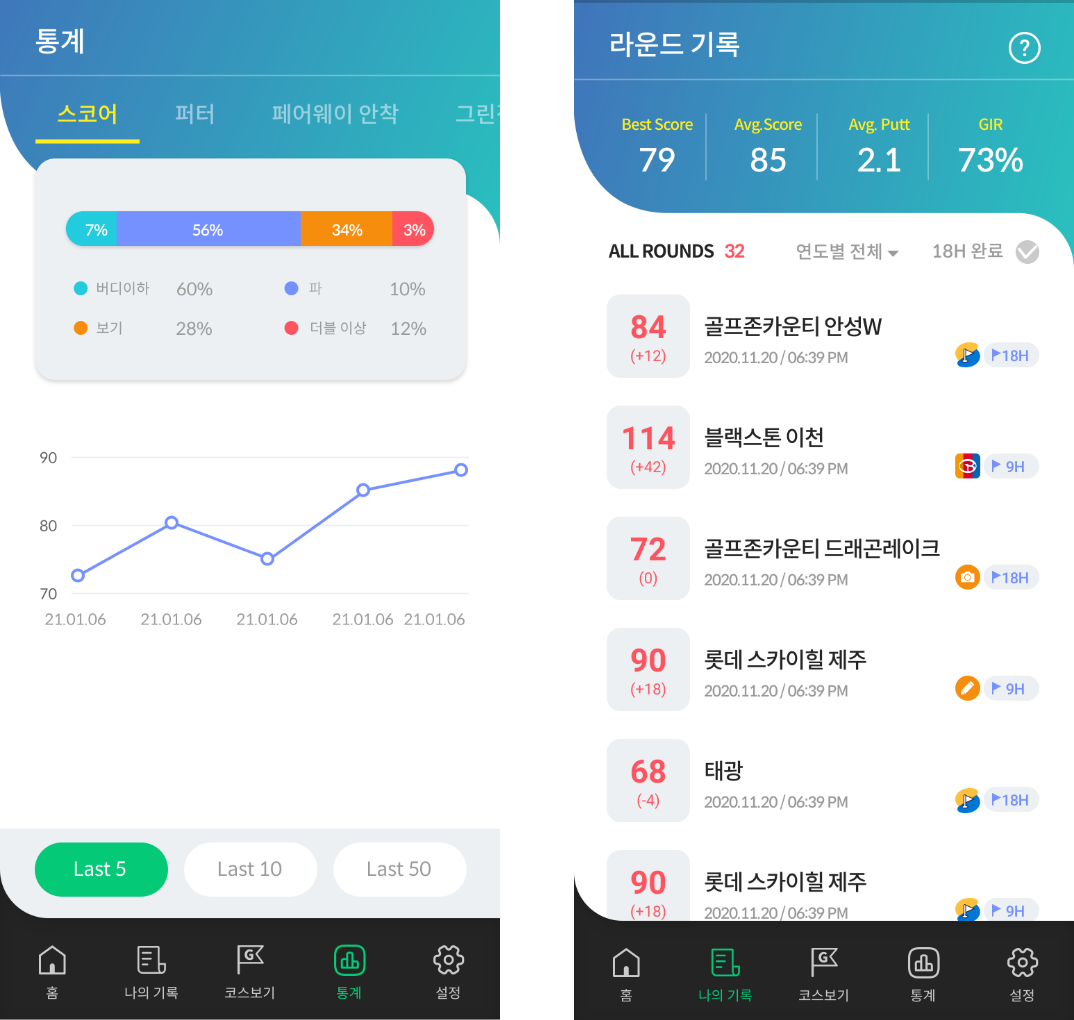 통계
스코어 퍼터 페어웨이 안착 그린
7% 56% 34% 3%
버디이하 60% 파 10%
보기 28% 더블 이상 12%
90
80
70
21.01.06 21.01.06 21.01.06 21.01.06 21.01.06
Last 5 Last 10 Last 50
홈 나의 기록 코스보기 통계 설정
라운드 기록 ?
Best Score Avg.Score Avg. Putt GIR
79 85 2.1 73%
ALL ROUNDS 32 연도별 전체 18H 완료
84 골프존카운티 안성W
(+12) 2020.11.20 / 06:39 PM 18H
114 블랙스톤 이천
(+42) 2020.11.20 / 06:39 PM 9H
72 골프존카운티 드래곤레이크
(0) 2020.11.20 / 06:39 PM 18H
90 롯데 스카이힐 제주
(+18) 2020.11.20 / 06:39 PM 9H
68 태광
(-4) 2020.11.20 / 06:39 PM 18H
90 롯데 스카이힐 제주
(+18) 2020.11.20 / 06:39 PM 9H
홈 나의 기록 코스보기 통계 설정